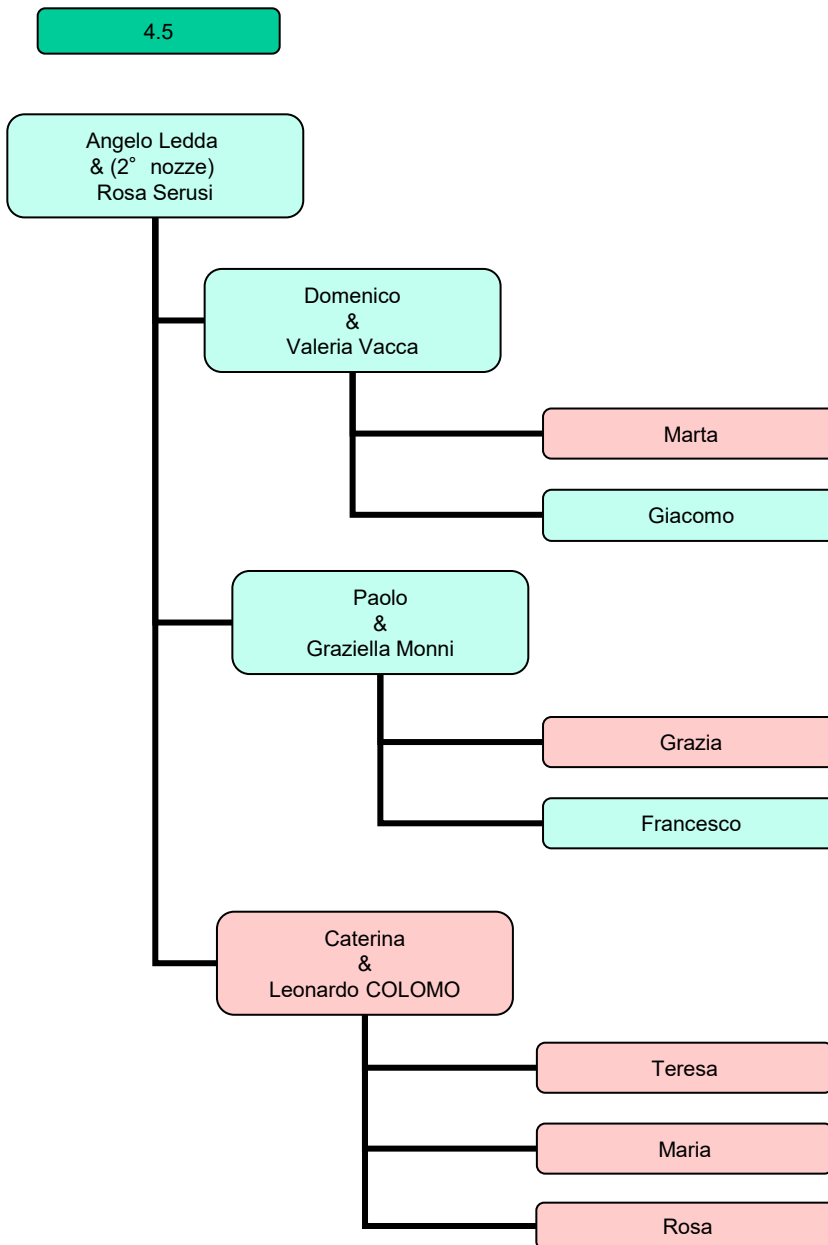 4.5
Angelo Ledda
& (2° nozze)
Rosa Serusi
Domenico
&
Valeria Vacca
Marta
Giacomo
Paolo
&
Graziella Monni
Grazia
Francesco
Caterina
&
Leonardo COLOMO
Teresa
Maria
Rosa